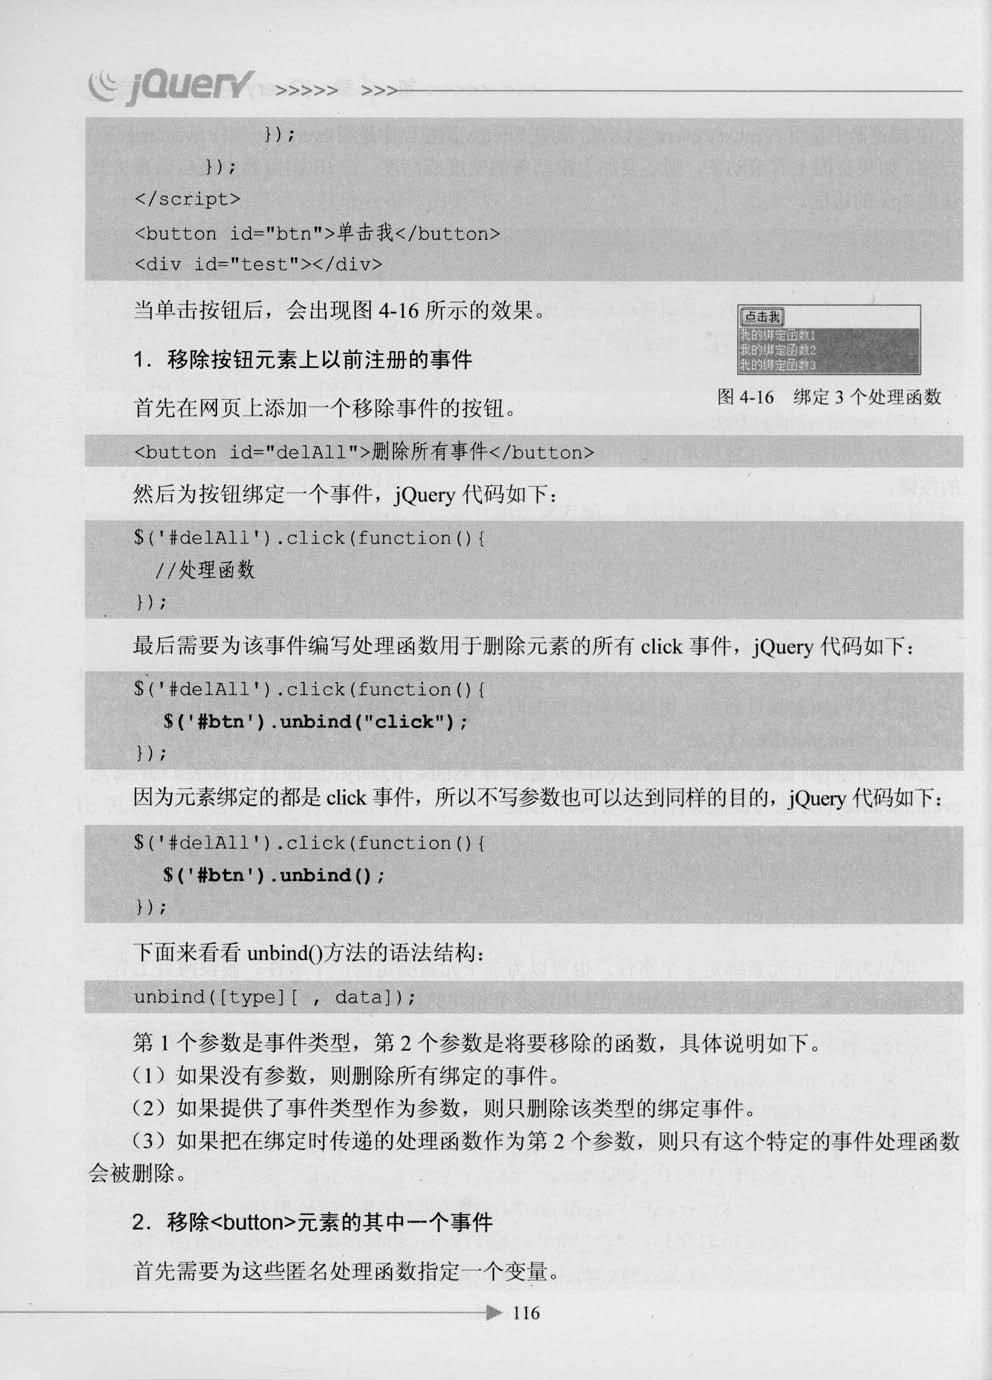 jQuery >>>>> >>>
});
});
</script>
<button id="btn">单击我</button>
<div id="test"></div>
当单击按钮后，会出现图 4-16 所示的效果。
点击我
我的绑定函数1
我的绑定函数2
我的绑定函数3
图 4-16 绑定 3 个处理函数
1．移除按钮元素上以前注册的事件
首先在网页上添加一个移除事件的按钮。
<button id="delAll">删除所有事件</button>
然后为按钮绑定一个事件，jQuery 代码如下：
$('#delAll').click(function(){
//处理函数
});
最后需要为该事件编写处理函数用于删除元素的所有 click 事件，jQuery 代码如下：
$('#delAll').click(function(){
$('#btn').unbind("click");
});
因为元素绑定的都是 click 事件，所以不写参数也可以达到同样的目的，jQuery 代码如下：
$('#delAll').click(function(){
$('#btn').unbind();
});
下面来看看 unbind()方法的语法结构：
unbind([type][ , data]);
第 1 个参数是事件类型，第 2 个参数是将要移除的函数，具体说明如下。
（1）如果没有参数，则删除所有绑定的事件。
（2）如果提供了事件类型作为参数，则只删除该类型的绑定事件。
（3）如果把在绑定时传递的处理函数作为第 2 个参数，则只有这个特定的事件处理函数
会被删除。
2．移除<button>元素的其中一个事件
首先需要为这些匿名处理函数指定一个变量。
116